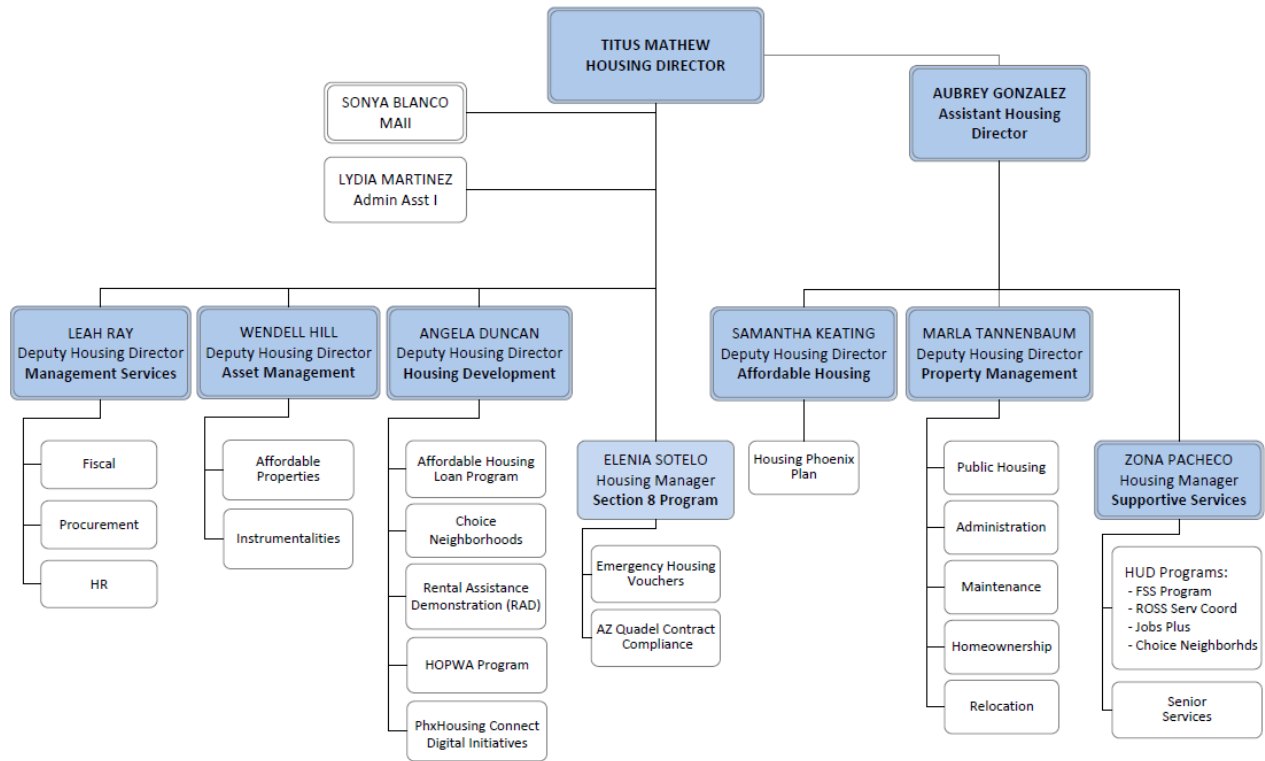 TITUS MATHEW
HOUSING DIRECTOR
AUBREY GONZALEZ
Assistant Housing
Director
SONYA BLANCO
MAII
LYDIA MARTINEZ
Admin Asst I
LEAH RAY
Deputy Housing Director
Management Services
WENDELL HILL
Deputy Housing Director
Asset Management
ANGELA DUNCAN
Deputy Housing Director
Housing Development
SAMANTHA KEATING
Deputy Housing Director
Affordable Housing
MARLA TANNENBAUM
Deputy Housing Director
Property Management
Fiscal
Procurement
HR
Affordable
Properties
Instrumentalities
Affordable Housing
Loan Program
Choice
Neighborhoods
Rental Assistance
Demonstration (RAD)
HOPWA Program
PhxHousing Connect
Digital Initiatives
ELENIA SOTELO
Housing Manager
Section 8 Program
Emergency Housing
Vouchers
AZ Quadel Contract
Compliance
Housing Phoenix
Plan
Public Housing
Administration
Maintenance
Homeownership
Relocation
ZONA PACHECO
Housing Manager
Supportive Services
HUD Programs:
- FSS Program
- ROSS Serv Coord
- Jobs Plus
- Choice Neighborhds
Senior
Services